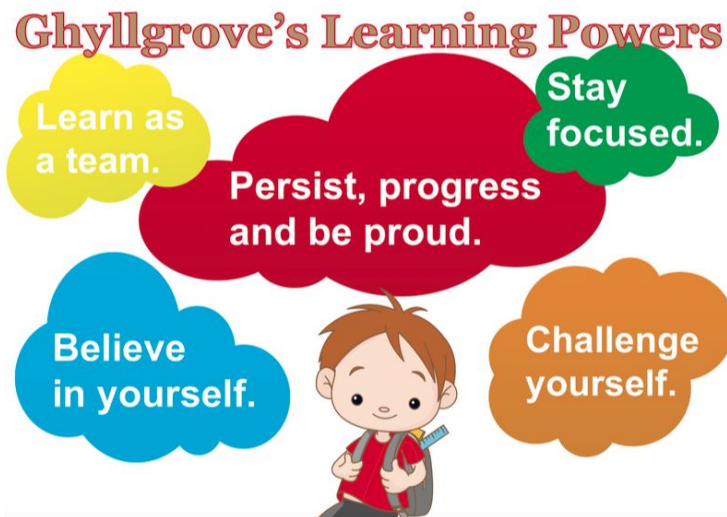 Ghyllgrove's Learning Powers
Learn as
a team.
Persist, progress
and be proud.
Stay
focused.
Believe
in yourself.
Challenge
yourself.